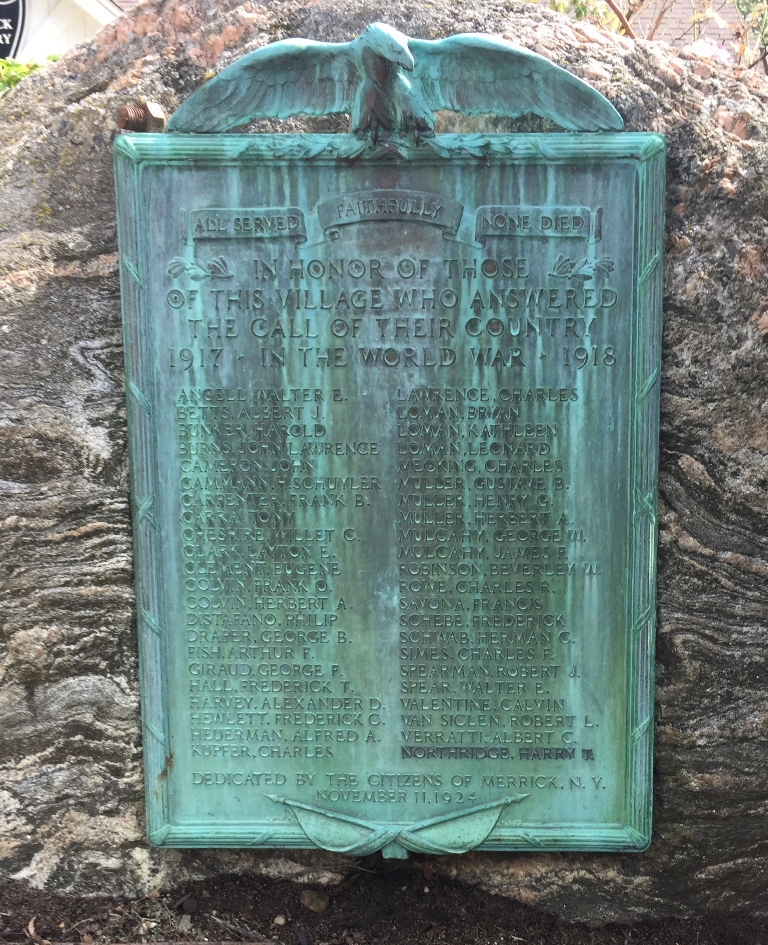 CK
RY
ALL SERVED FAITHFULLY NONE DIED
IN HONOR OF THOSE
OF THIS VILLAGE WHO ANSWERED
THE CALL OF THEIR COUNTRY
1917 · IN THE WORLD WAR · 1918
ANGELL, WALTER E.
BETTS, ALBERT J.
BUNKER, HAROLD
BURNS, JOHN LAWRENCE
CAMERON, JOHN
CAMMANN, H. SCHUYLER
CARPENTER, FRANK B.
CARRA, TONY
CHESHIRE, WILLET C.
CLARK, LAYTON E.
CLEMENT, EUGENE
COLVIN, FRANK O.
COLVIN, HERBERT A.
DISTAFANO, PHILIP
DRAPER, GEORGE B.
FISH, ARTHUR F.
GIRAUD, GEORGE F.
HALL, FREDERICK T.
HARVEY, ALEXANDER D.
HEWLETT, FREDERICK C.
HEUERMAN, ALFRED A.
KUPFER, CHARLES
LAWRENCE, CHARLES
LOMAN, BRYAN
LOMAN, KATHLEEN
LOMAN, LEONARD
MECKING, CHARLES
MULLER, GUSTAVE B.
MULLER, HENRY G.
MULLER, HERBERT A.
MULCAHY, GEORGE W.
MULCAHY, JAMES P.
ROBINSON, BEVERLEY W.
ROWE, CHARLES R.
SAVONA, FRANCIS
SCHEBE, FREDERICK
SCHWAB, HERMAN C.
SIMES, CHARLES F.
SPEARMAN, ROBERT J.
SPEAR, WALTER E.
VALENTINE, CALVIN
VAN SICLEN, ROBERT L.
VERRATTI, ALBERT C.
NORTHRIDGE, HARRY T.
DEDICATED BY THE CITIZENS OF MERRICK, N. Y.
NOVEMBER 11, 1924